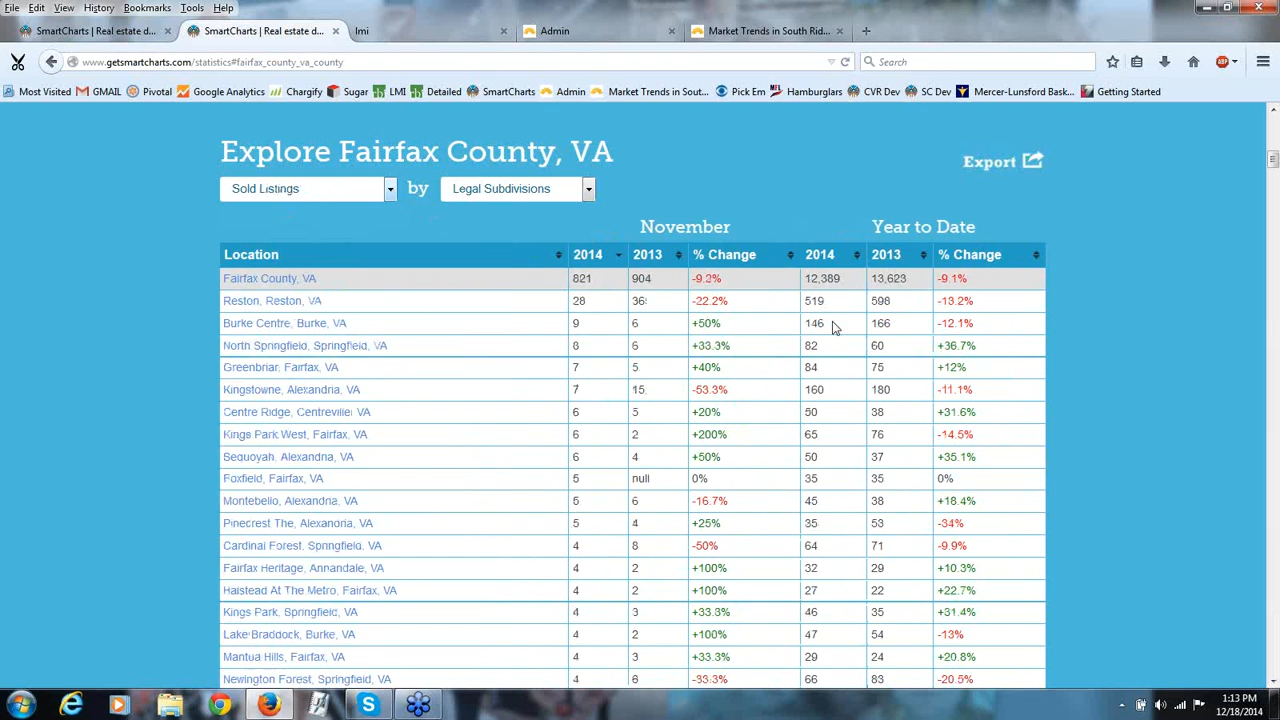 File Edit View History Bookmarks Tools Help
SmartCharts | Real estate d... × SmartCharts | Real estate d... × lmi × Admin × Market Trends in South Rid... × +
www.getsmartcharts.com/statistics#fairfax_county_va_county Search
Most Visited GMAIL Pivotal Google Analytics Chargify Sugar LMI Detailed SmartCharts Admin Market Trends in Sout... Pick Em Hamburglars CVR Dev SC Dev Mercer-Lunsford Bask... Getting Started
Explore Fairfax County, VA
Export
Sold Listings by Legal Subdivisions
November Year to Date
Location 2014 2013 % Change 2014 2013 % Change
Fairfax County, VA 821 904 -9.2% 12,389 13,623 -9.1%
Reston, Reston, VA 28 36 -22.2% 519 598 -13.2%
Burke Centre, Burke, VA 9 6 +50% 146 166 -12.1%
North Springfield, Springfield, VA 8 6 +33.3% 82 60 +36.7%
Greenbriar, Fairfax, VA 7 5 +40% 84 75 +12%
Kingstowne, Alexandria, VA 7 15 -53.3% 160 180 -11.1%
Centre Ridge, Centreville, VA 6 5 +20% 50 38 +31.6%
Kings Park West, Fairfax, VA 6 2 +200% 65 76 -14.5%
Sequoyah, Alexandria, VA 6 4 +50% 50 37 +35.1%
Foxfield, Fairfax, VA 5 null 0% 35 35 0%
Montebello, Alexandria, VA 5 6 -16.7% 45 38 +18.4%
Pinecrest The, Alexandria, VA 5 4 +25% 35 53 -34%
Cardinal Forest, Springfield, VA 4 8 -50% 64 71 -9.9%
Fairfax Heritage, Annandale, VA 4 2 +100% 32 29 +10.3%
Halstead At The Metro, Fairfax, VA 4 2 +100% 27 22 +22.7%
Kings Park, Springfield, VA 4 3 +33.3% 46 35 +31.4%
Lake Braddock, Burke, VA 4 2 +100% 47 54 -13%
Mantua Hills, Fairfax, VA 4 3 +33.3% 29 24 +20.8%
Newington Forest, Springfield, VA 4 6 -33.3% 66 83 -20.5%
1:13 PM
12/18/2014